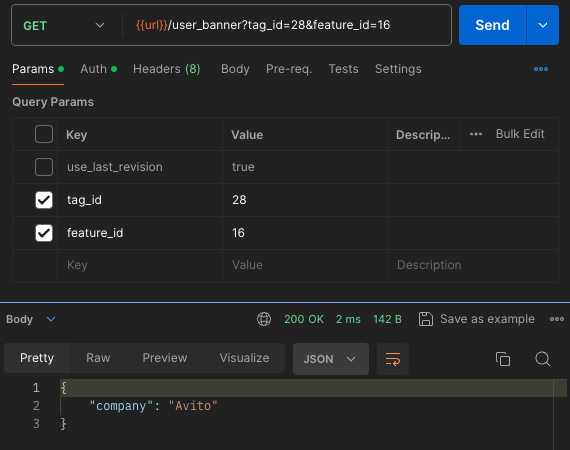 GET {{url}}/user_banner?tag_id=28&feature_id=16 Send
Params Auth Headers (8) Body Pre-req. Tests Settings
Query Params
Key Value Descrip... Bulk Edit
use_last_revision true
tag_id 28
feature_id 16
Key Value Description
Body 200 OK 2 ms 142 B Save as example
Pretty Raw Preview Visualize JSON
1 {
2 "company": "Avito"
3 }